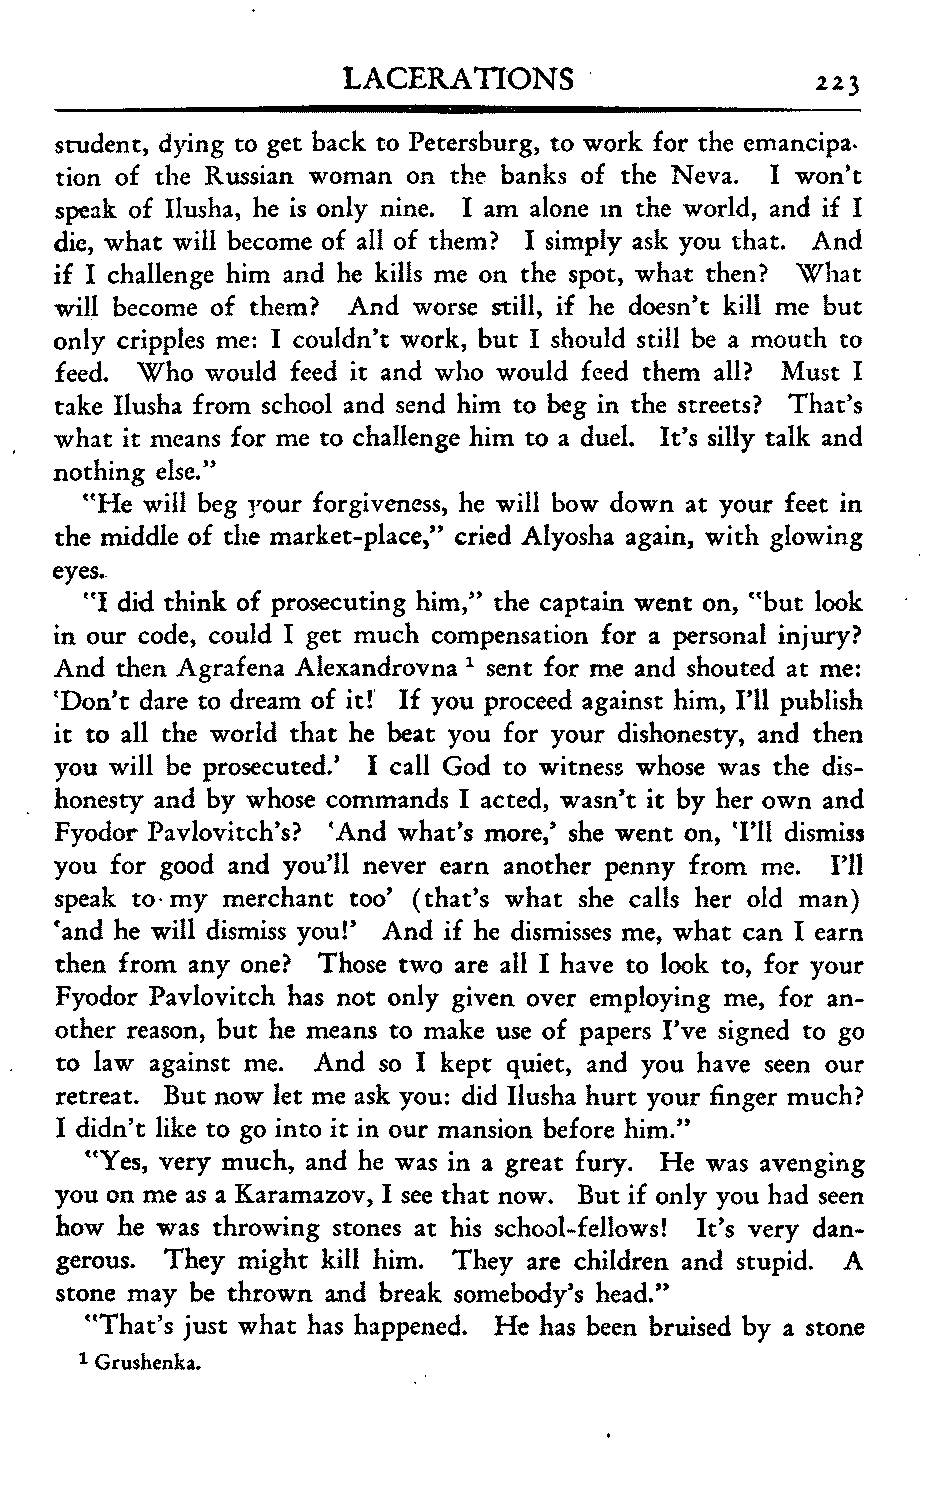 LACERATIONS 223
student, dying to get back to Petersburg, to work for the emancipa-
tion of the Russian woman on the banks of the Neva. I won't
speak of Ilusha, he is only nine. I am alone in the world, and if I
die, what will become of all of them? I simply ask you that. And
if I challenge him and he kills me on the spot, what then? What
will become of them? And worse still, if he doesn't kill me but
only cripples me: I couldn't work, but I should still be a mouth to
feed. Who would feed it and who would feed them all? Must I
take Ilusha from school and send him to beg in the streets? That's
what it means for me to challenge him to a duel. It's silly talk and
nothing else."
"He will beg your forgiveness, he will bow down at your feet in
the middle of the market-place," cried Alyosha again, with glowing
eyes.
"I did think of prosecuting him," the captain went on, "but look
in our code, could I get much compensation for a personal injury?
And then Agrafena Alexandrovna ¹ sent for me and shouted at me:
'Don't dare to dream of it! If you proceed against him, I'll publish
it to all the world that he beat you for your dishonesty, and then
you will be prosecuted.' I call God to witness whose was the dis-
honesty and by whose commands I acted, wasn't it by her own and
Fyodor Pavlovitch's? 'And what's more,' she went on, 'I'll dismiss
you for good and you'll never earn another penny from me. I'll
speak to my merchant too' (that's what she calls her old man)
'and he will dismiss you!' And if he dismisses me, what can I earn
then from any one? Those two are all I have to look to, for your
Fyodor Pavlovitch has not only given over employing me, for an-
other reason, but he means to make use of papers I've signed to go
to law against me. And so I kept quiet, and you have seen our
retreat. But now let me ask you: did Ilusha hurt your finger much?
I didn't like to go into it in our mansion before him."
"Yes, very much, and he was in a great fury. He was avenging
you on me as a Karamazov, I see that now. But if only you had seen
how he was throwing stones at his school-fellows! It's very dan-
gerous. They might kill him. They are children and stupid. A
stone may be thrown and break somebody's head."
"That's just what has happened. He has been bruised by a stone
¹ Grushenka.